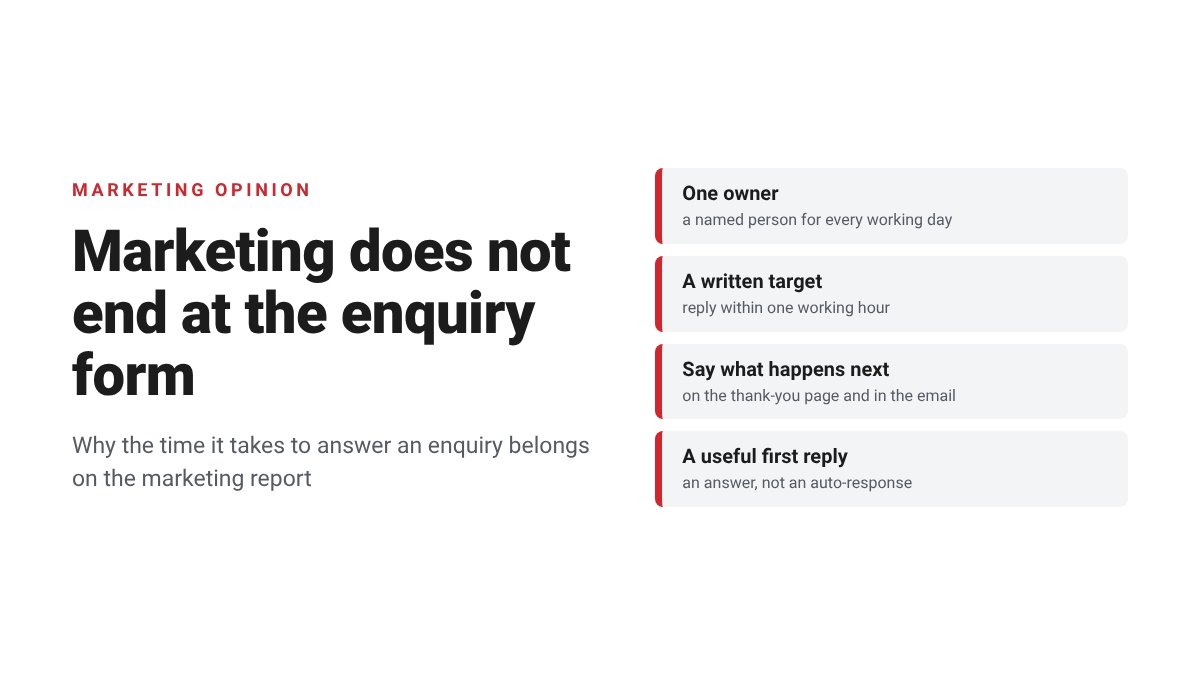 MARKETING OPINION
Marketing does not
end at the enquiry
form
Why the time it takes to answer an enquiry belongs
on the marketing report
One owner
a named person for every working day
A written target
reply within one working hour
Say what happens next
on the thank-you page and in the email
A useful first reply
an answer, not an auto-response